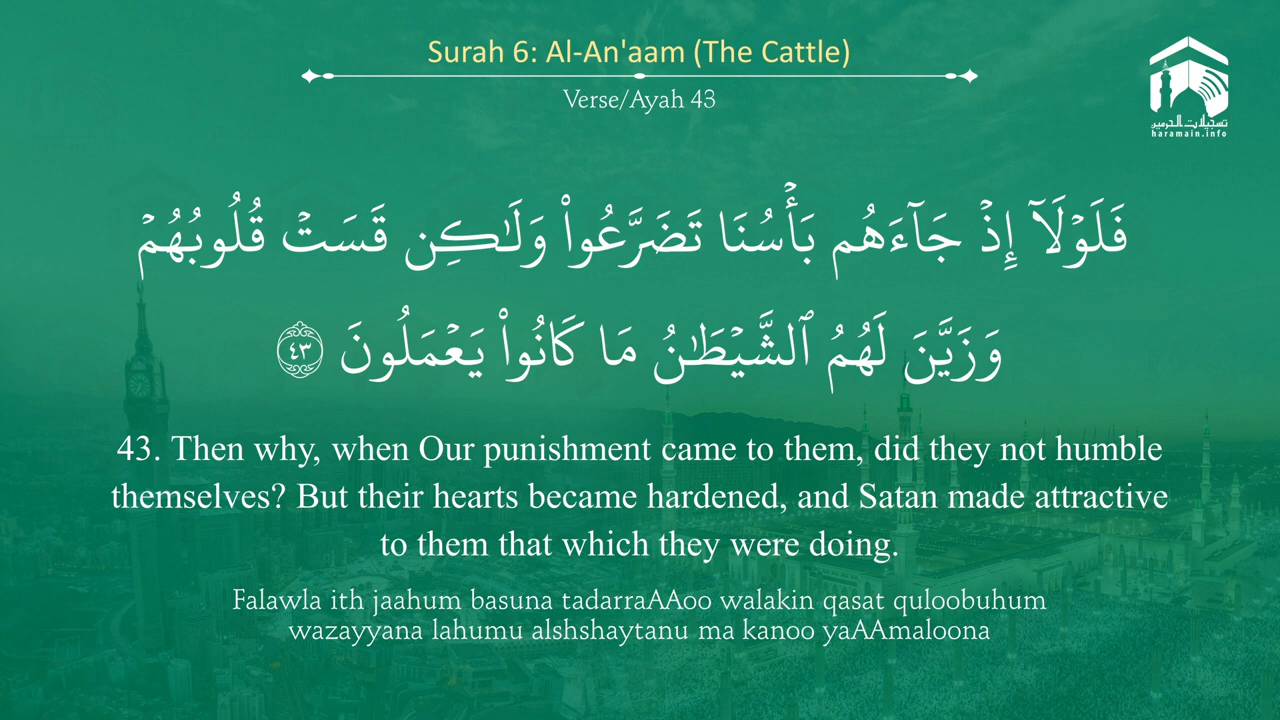 Surah 6: Al-An'aam (The Cattle)
Verse/Ayah 43
تسجيلات الحرمين
haramain.info
فَلَوۡلَآ إِذۡ جَآءَهُم بَأۡسُنَا تَضَرَّعُواْ وَلَٰكِن قَسَتۡ قُلُوبُهُمۡ
وَزَيَّنَ لَهُمُ ٱلشَّيۡطَٰنُ مَا كَانُواْ يَعۡمَلُونَ ٤٣
43. Then why, when Our punishment came to them, did they not humble
themselves? But their hearts became hardened, and Satan made attractive
to them that which they were doing.
Falawla ith jaahum basuna tadarraAAoo walakin qasat quloobuhum
wazayyana lahumu alshshaytanu ma kanoo yaAAmaloona